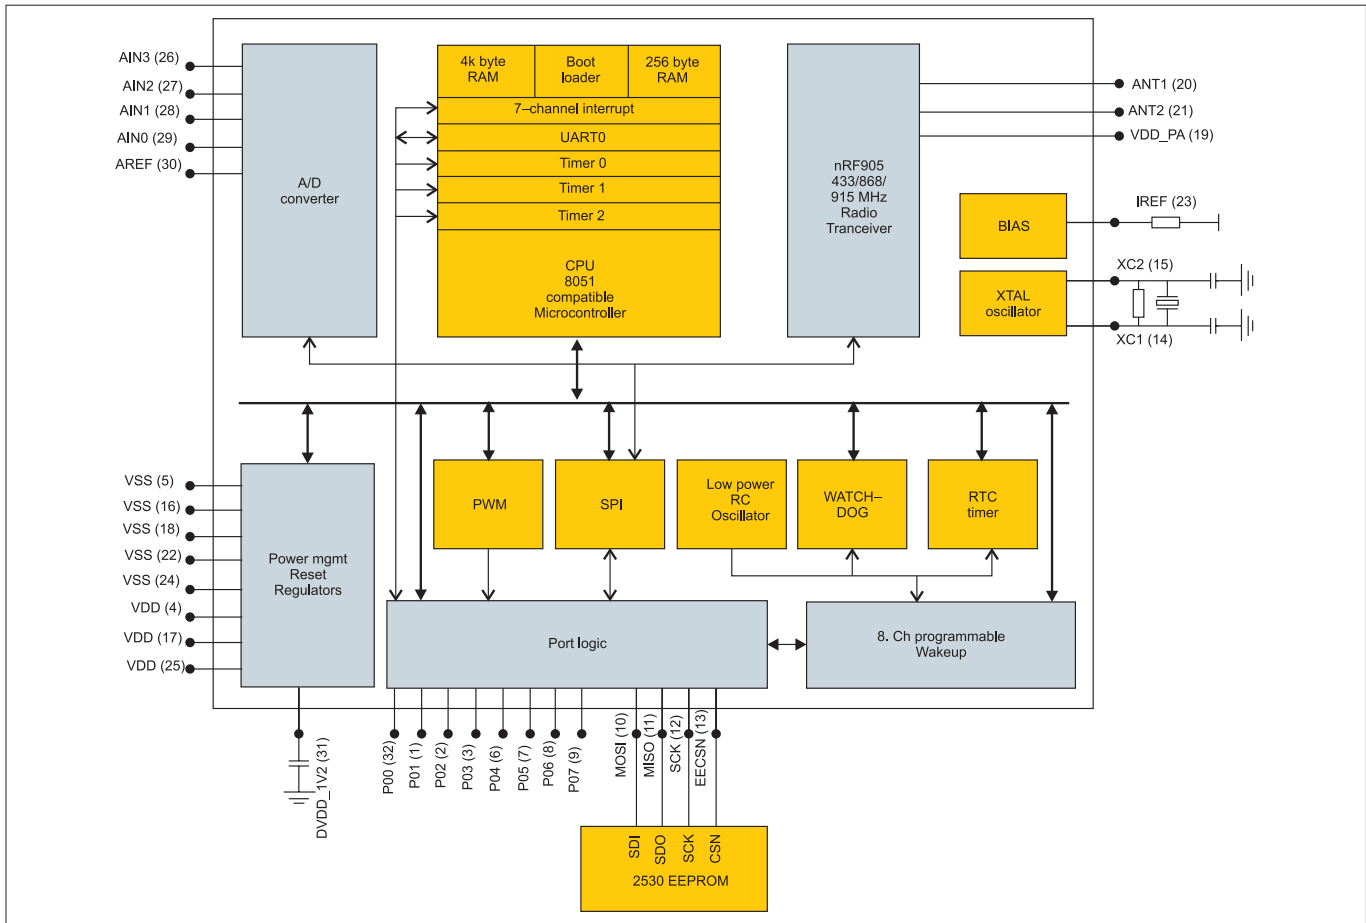 AIN3 (26)
AIN2 (27)
AIN1 (28)
AIN0 (29)
AREF (30)
A/D
converter
4k byte
RAM
Boot
loader
256 byte
RAM
7–channel interrupt
UART0
Timer 0
Timer 1
Timer 2
CPU
8051
compatible
Microcontroller
nRF905
433/868/
915 MHz
Radio
Tranceiver
ANT1 (20)
ANT2 (21)
VDD_PA (19)
BIAS
IREF (23)
XTAL
oscillator
XC2 (15)
XC1 (14)
VSS (5)
VSS (16)
VSS (18)
VSS (22)
VSS (24)
VDD (4)
VDD (17)
VDD (25)
Power mgmt
Reset
Regulators
PWM
SPI
Low power
RC
Oscillator
WATCH–
DOG
RTC
timer
Port logic
8. Ch programmable
Wakeup
DVDD_1V2 (31)
P00 (32)
P01 (1)
P02 (2)
P03 (3)
P04 (6)
P05 (7)
P06 (8)
P07 (9)
MOSI (10)
MISO (11)
SCK (12)
EECSN (13)
SDI
SDO
SCK
CSN
2530 EEPROM